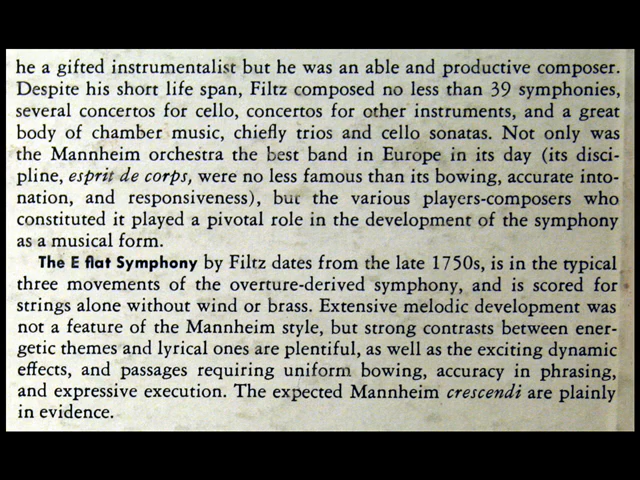 he a gifted instrumentalist but he was an able and productive composer.
Despite his short life span, Filtz composed no less than 39 symphonies,
several concertos for cello, concertos for other instruments, and a great
body of chamber music, chiefly trios and cello sonatas. Not only was
the Mannheim orchestra the best band in Europe in its day (its disci-
pline, esprit de corps, were no less famous than its bowing, accurate into-
nation, and responsiveness), but the various players-composers who
constituted it played a pivotal role in the development of the symphony
as a musical form.
The E flat Symphony by Filtz dates from the late 1750s, is in the typical
three movements of the overture-derived symphony, and is scored for
strings alone without wind or brass. Extensive melodic development was
not a feature of the Mannheim style, but strong contrasts between ener-
getic themes and lyrical ones are plentiful, as well as the exciting dynamic
effects, and passages requiring uniform bowing, accuracy in phrasing,
and expressive execution. The expected Mannheim crescendi are plainly
in evidence.